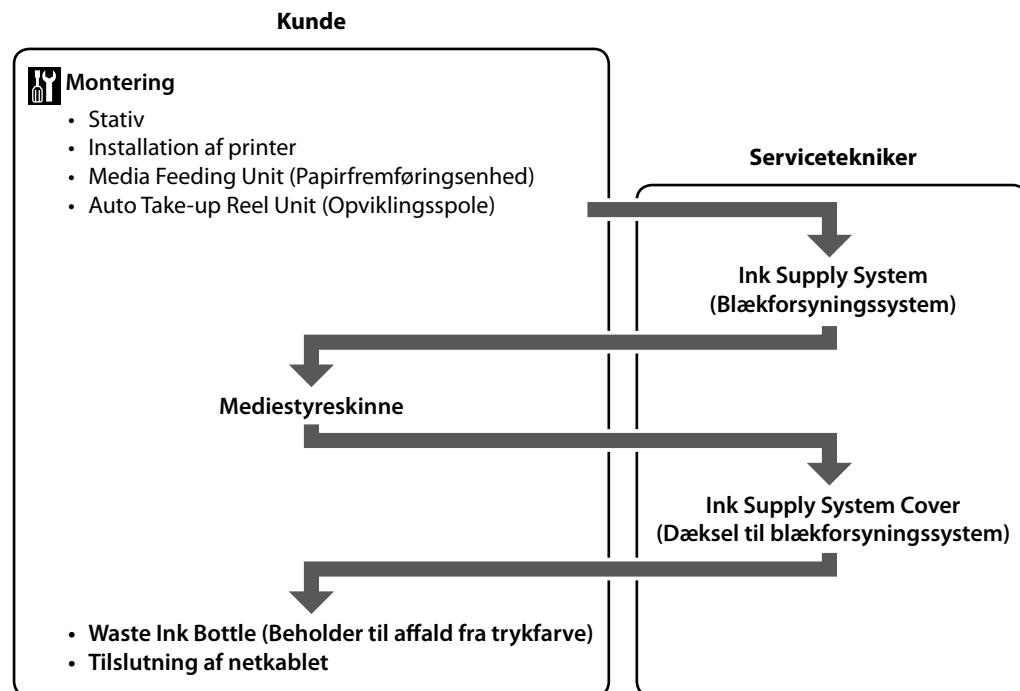 Kunde
Montering
• Stativ
• Installation af printer
• Media Feeding Unit (Papirfremføringsenhed)
• Auto Take-up Reel Unit (Opviklingsspole)
Servicetekniker
Ink Supply System
(Blækforsyningssystem)
Mediestyreskinne
Ink Supply System Cover
(Dæksel til blækforsyningssystem)
• Waste Ink Bottle (Beholder til affald fra trykfarve)
• Tilslutning af netkablet